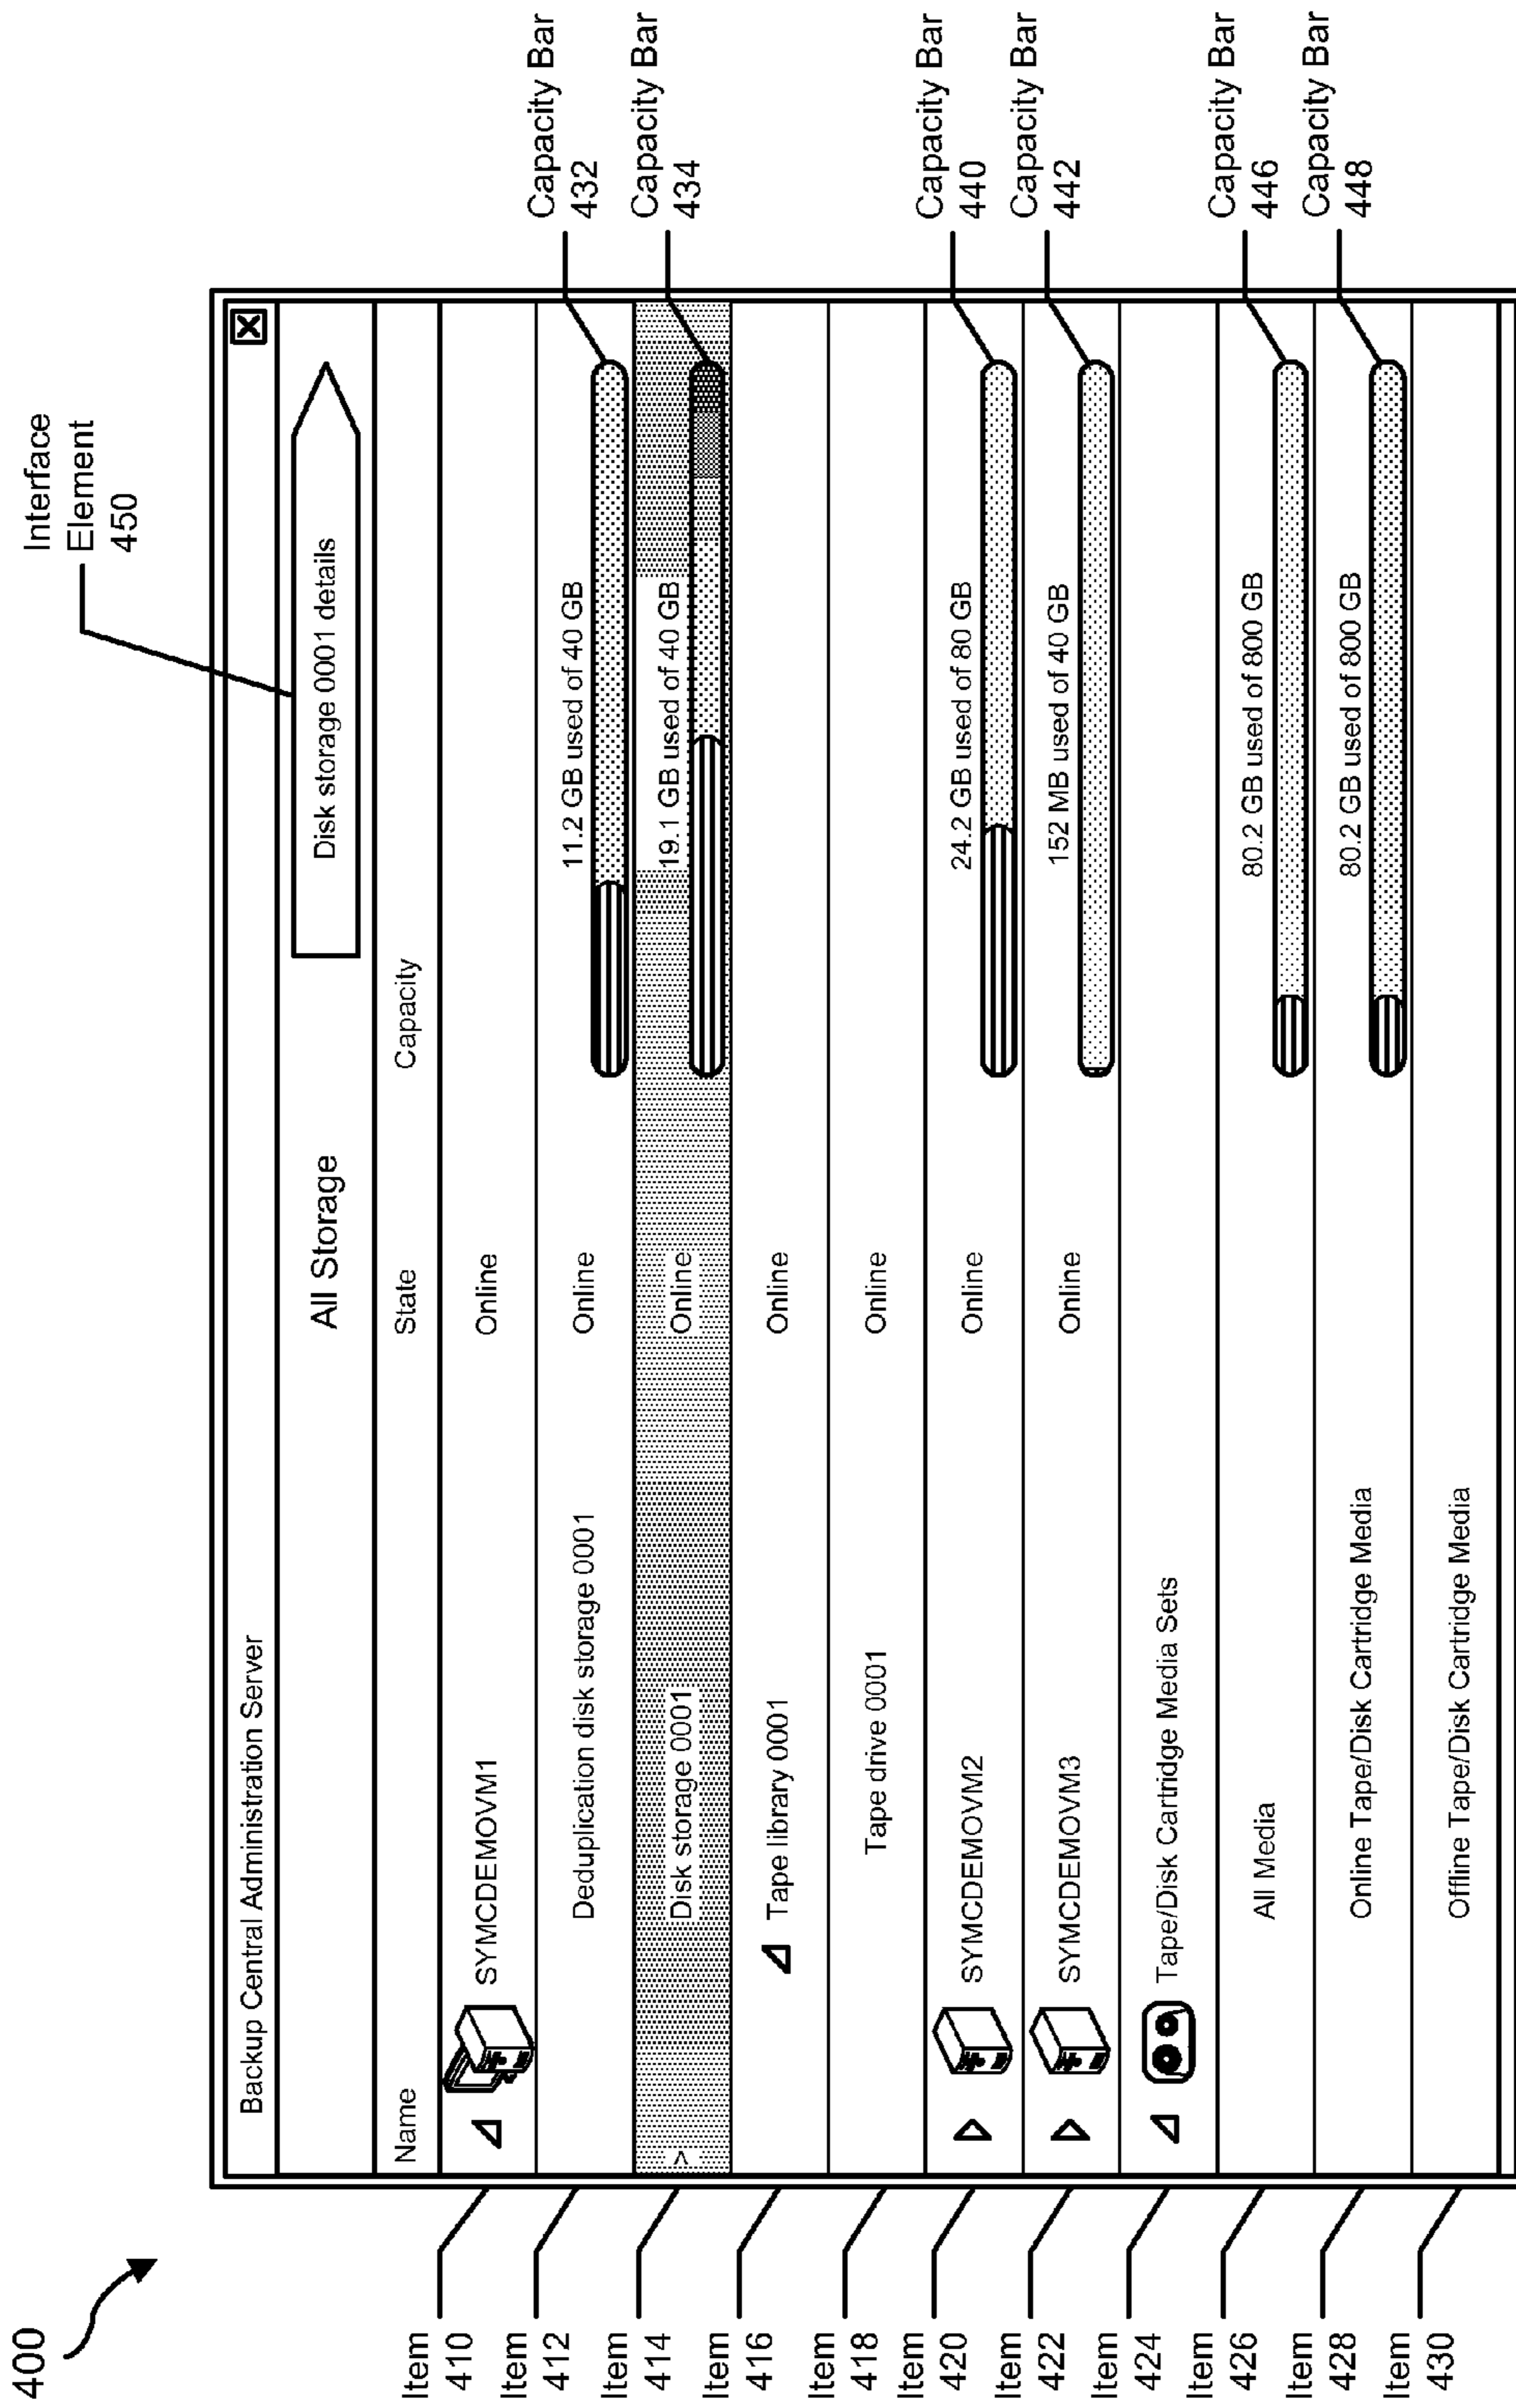 400
Interface
Element
450
Backup Central Administration Server
X
All Storage
Disk storage 0001 details
Name
State
Capacity
Item
410
SYMCDEMOVM1
Online
Item
412
Deduplication disk storage 0001
Online
11.2 GB used of 40 GB
Capacity Bar
432
Item
414
>
Disk storage 0001
Online
19.1 GB used of 40 GB
Capacity Bar
434
Item
416
Tape library 0001
Online
Item
418
Tape drive 0001
Online
Item
420
SYMCDEMOVM2
Online
24.2 GB used of 80 GB
Capacity Bar
440
Item
422
SYMCDEMOVM3
Online
152 MB used of 40 GB
Capacity Bar
442
Item
424
Tape/Disk Cartridge Media Sets
Item
426
All Media
80.2 GB used of 800 GB
Capacity Bar
446
Item
428
Online Tape/Disk Cartridge Media
80.2 GB used of 800 GB
Capacity Bar
448
Item
430
Offline Tape/Disk Cartridge Media